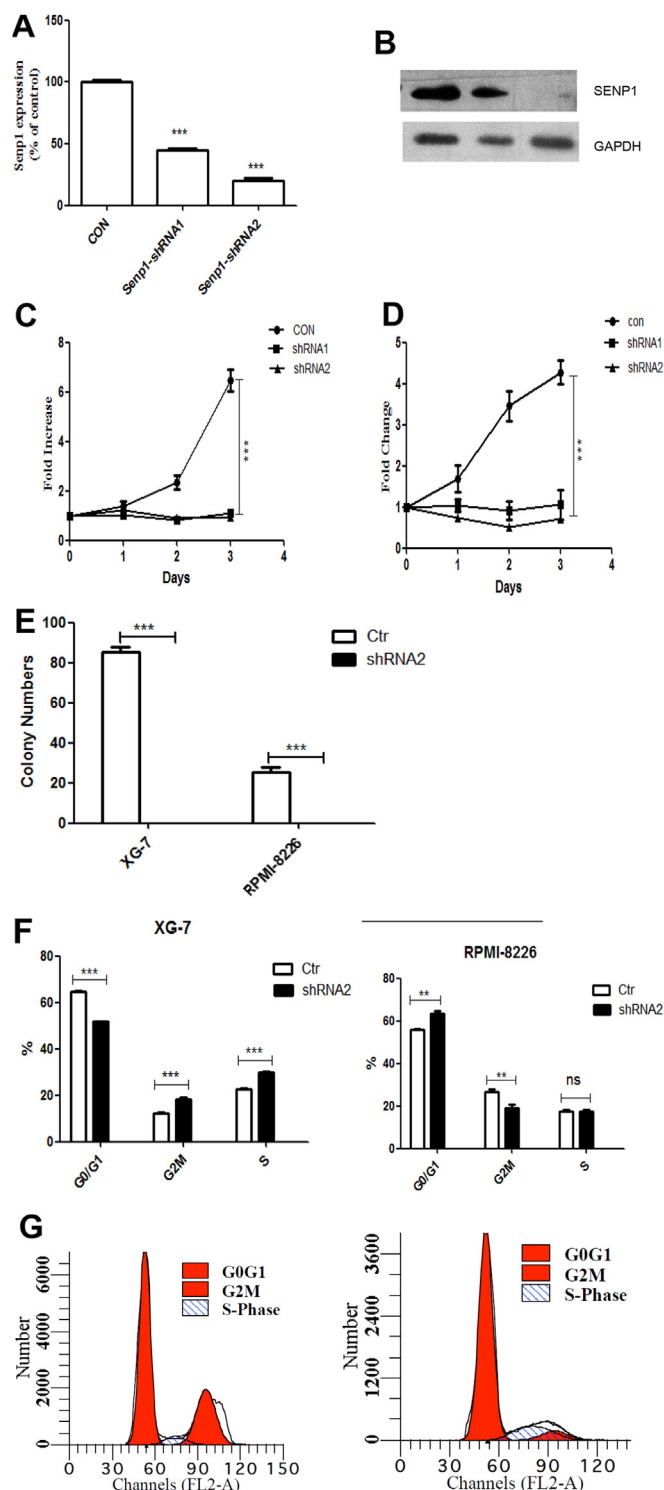 A
Senp1 expression
(% of control)
150
100
50
0
***
***
CON
Senp1-shRNA1
Senp1-shRNA2
B
SENP1
GAPDH
C
CON
shRNA1
shRNA2
Fold Increase
8
6
4
2
0
***
0 1 2 3 4
Days
D
con
shRNA1
shRNA2
Fold Change
5
4
3
2
1
0
***
0 1 2 3 4
Days
E
Colony Numbers
100
80
60
40
20
0
***
***
Ctr
shRNA2
XG-7
RPMI-8226
F
XG-7
%
80
60
40
20
0
***
***
***
Ctr
shRNA2
G0/G1
G2M
S
RPMI-8226
%
80
60
40
20
0
**
**
ns
Ctr
shRNA2
G0/G1
G2M
S
G
Number
6000
4000
2000
0
G0G1
G2M
S-Phase
0 30 60 90 120 150
Channels (FL2-A)
Number
3600
2400
1200
0
G0G1
G2M
S-Phase
0 30 60 90 120
Channels (FL2-A)